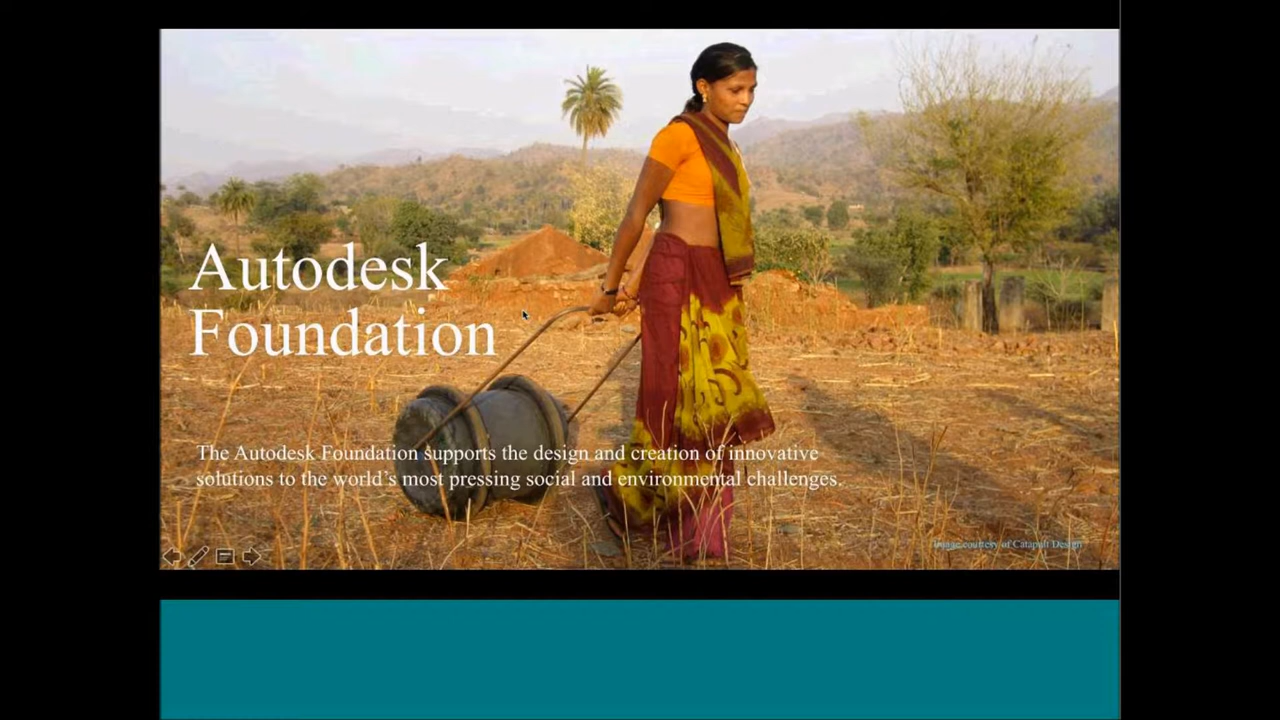 Autodesk
Foundation
The Autodesk Foundation supports the design and creation of innovative
solutions to the world’s most pressing social and environmental challenges.
Image courtesy of Catapult Design